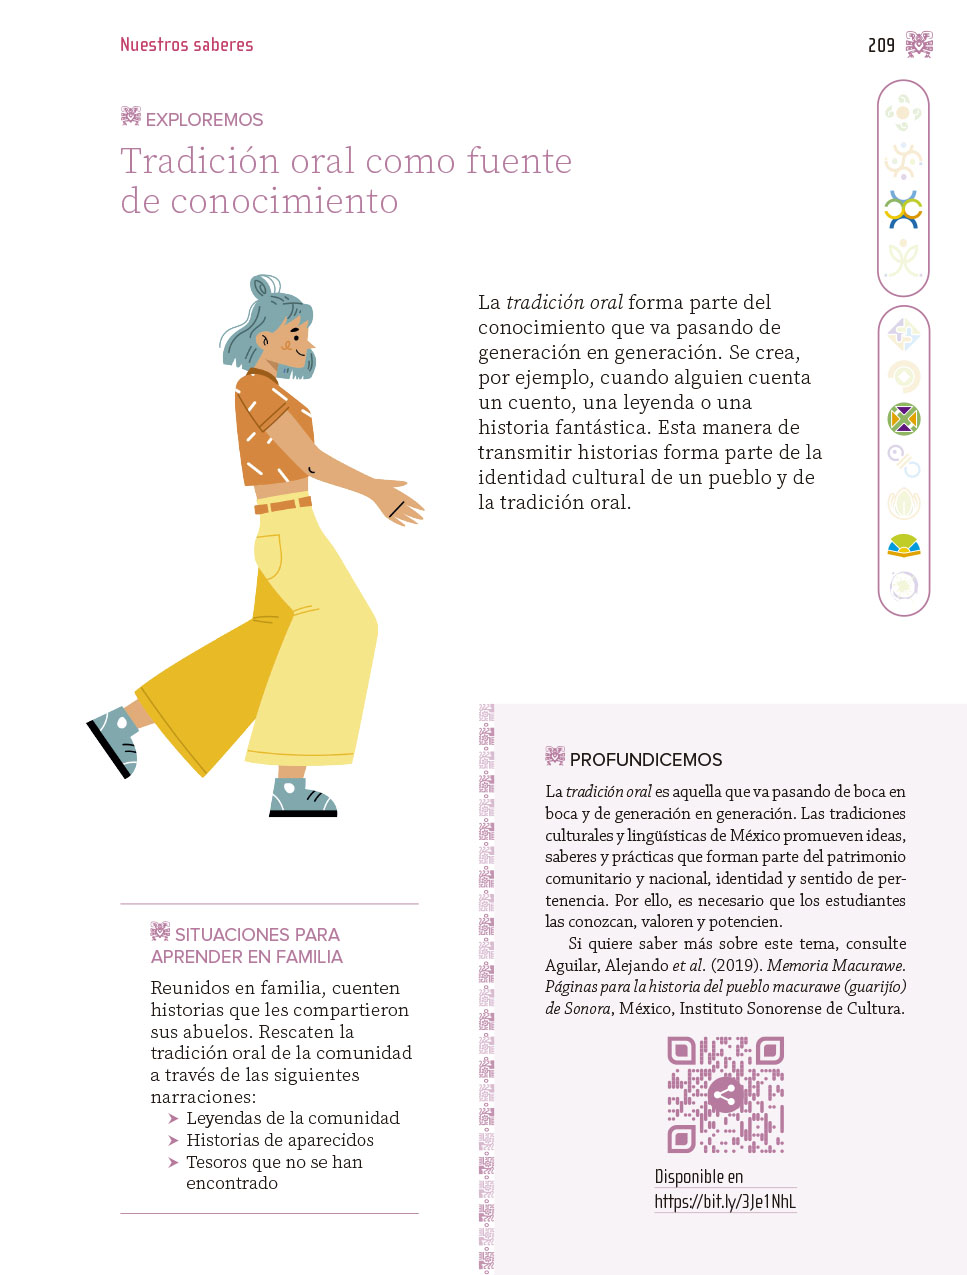 Nuestros saberes
209
EXPLOREMOS
Tradición oral como fuente
de conocimiento
La tradición oral forma parte del
conocimiento que va pasando de
generación en generación. Se crea,
por ejemplo, cuando alguien cuenta
un cuento, una leyenda o una
historia fantástica. Esta manera de
transmitir historias forma parte de la
identidad cultural de un pueblo y de
la tradición oral.
SITUACIONES PARA
APRENDER EN FAMILIA
Reunidos en familia, cuenten
historias que les compartieron
sus abuelos. Rescaten la
tradición oral de la comunidad
a través de las siguientes
narraciones:
➤ Leyendas de la comunidad
➤ Historias de aparecidos
➤ Tesoros que no se han
encontrado
PROFUNDICEMOS
La tradición oral es aquella que va pasando de boca en
boca y de generación en generación. Las tradiciones
culturales y lingüísticas de México promueven ideas,
saberes y prácticas que forman parte del patrimonio
comunitario y nacional, identidad y sentido de per-
tenencia. Por ello, es necesario que los estudiantes
las conozcan, valoren y potencien.
Si quiere saber más sobre este tema, consulte
Aguilar, Alejando et al. (2019). Memoria Macurawe.
Páginas para la historia del pueblo macurawe (guarijío)
de Sonora, México, Instituto Sonorense de Cultura.
Disponible en
https://bit.ly/3Je1NhL